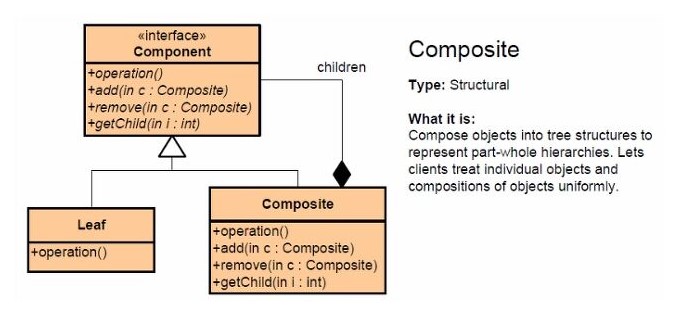 «interface»
Component
+operation()
+add(in c : Composite)
+remove(in c : Composite)
+getChild(in i : int)
children
Leaf
+operation()
Composite
+operation()
+add(in c : Composite)
+remove(in c : Composite)
+getChild(in i : int)
Composite
Type: Structural
What it is:
Compose objects into tree structures to
represent part-whole hierarchies. Lets
clients treat individual objects and
compositions of objects uniformly.